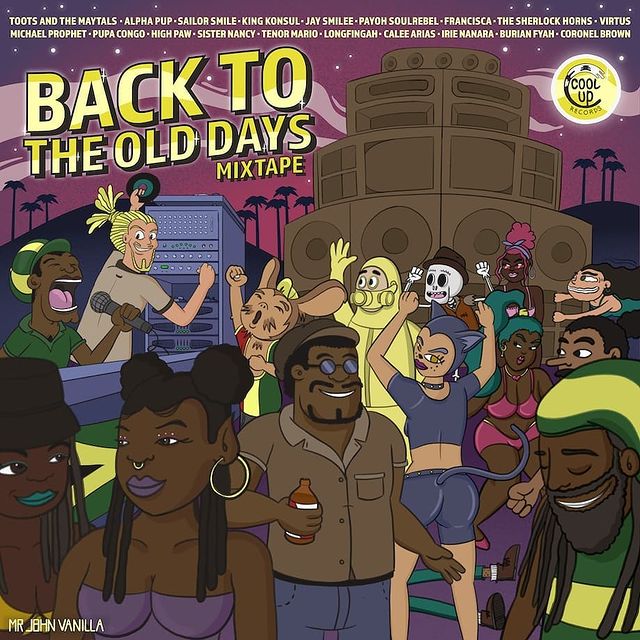 TOOTS AND THE MAYTALS • ALPHA PUP • SAILOR SMILE • KING KONSUL • JAY SMILEE • PAYOH SOULREBEL • FRANCISCA • THE SHERLOCK HORNS • VIRTUS
MICHAEL PROPHET • PUPA CONGO • HIGH PAW • SISTER NANCY • TENOR MARIO • LONGFINGAH • CALEE ARIAS • IRIE NANARA • BURIAN FYAH • CORONEL BROWN
BACK TO
THE OLD DAYS
MIXTAPE
COOL
UP
RECORDS
MR JOHN VANILLA